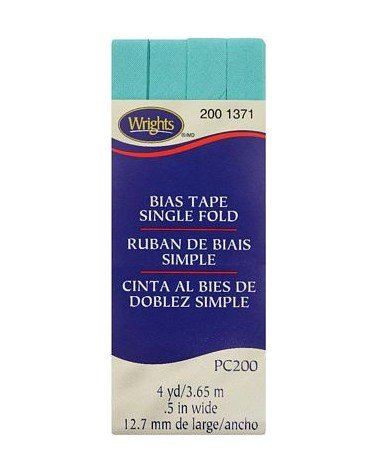 Wrights
®/MD
200 1371
BIAS TAPE
SINGLE FOLD
RUBAN DE BIAIS
SIMPLE
CINTA AL BIES DE
DOBLEZ SIMPLE
PC200
4 yd/3.65 m
.5 in wide
12.7 mm de large/ancho